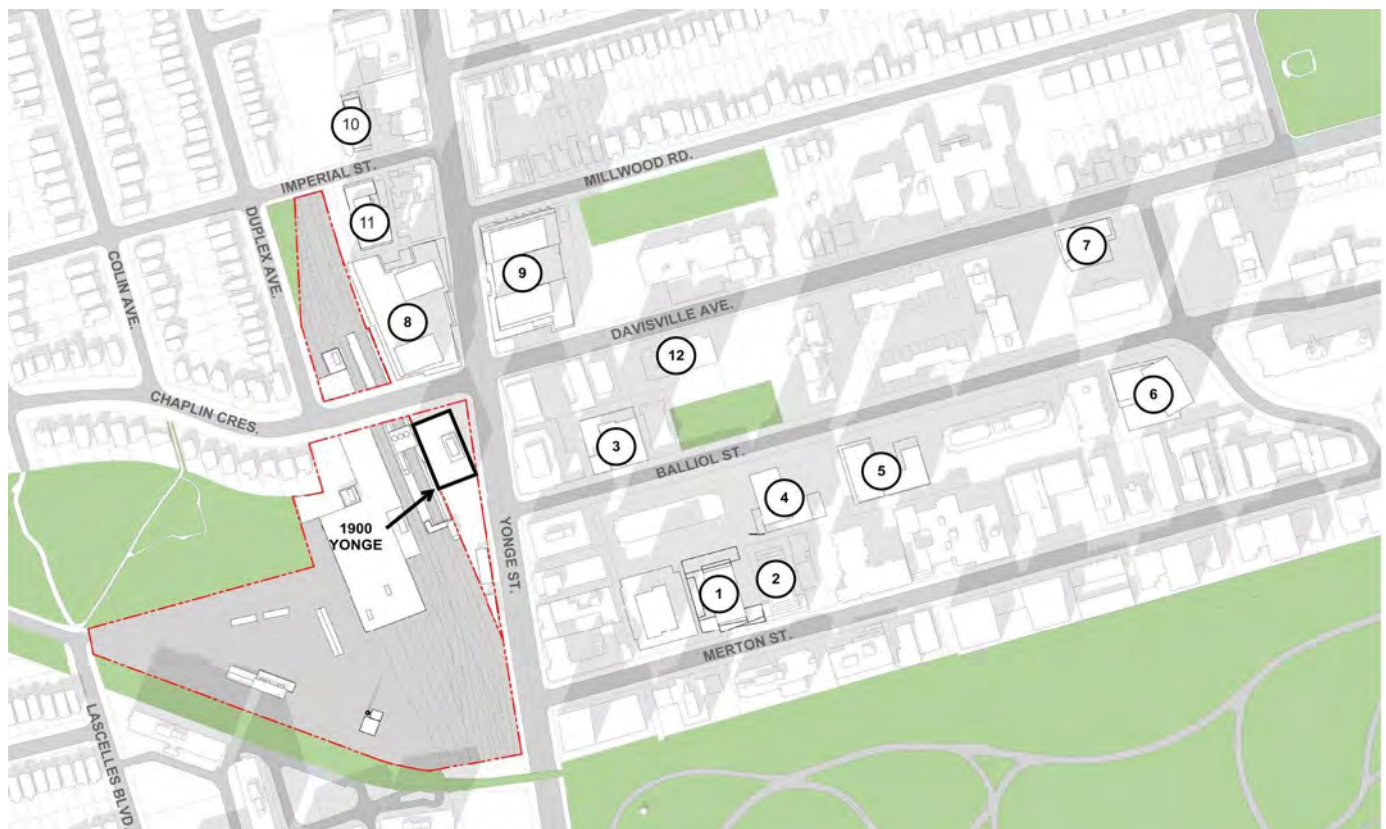 10
IMPERIAL ST.
MILLWOOD RD.
11
DUPLEX AVE.
COLIN AVE.
7
9
8
DAVISVILLE AVE.
12
CHAPLIN CRES.
6
3
BALLIOL ST.
5
4
1900
YONGE
YONGE ST.
2
1
MERTON ST.
LASCELLES BLVD.